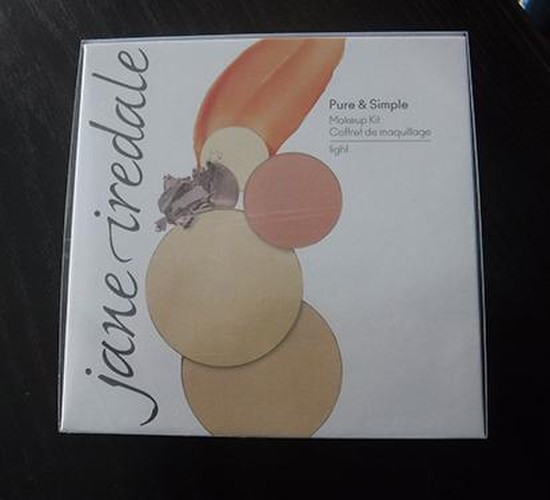 jane iredale
Pure & Simple
Makeup Kit
Coffret de maquillage
light